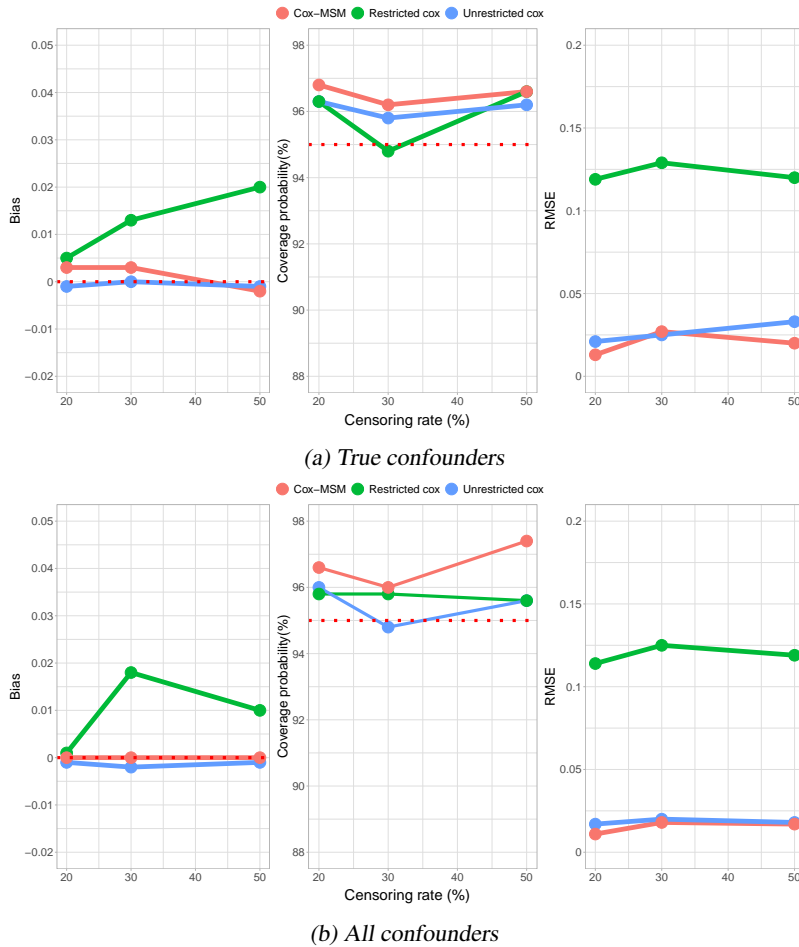 Cox−MSM Restricted cox Unrestricted cox
0.05
0.04
0.03
0.02
0.01
0
−0.01
−0.02
Bias
20 30 40 50
98
96
94
92
90
88
Coverage probability(%)
20 30 40 50
Censoring rate (%)
0.2
0.15
0.1
0.05
0
RMSE
20 30 40 50
(a) True confounders
Cox−MSM Restricted cox Unrestricted cox
0.05
0.04
0.03
0.02
0.01
0
−0.01
−0.02
Bias
20 30 40 50
98
96
94
92
90
88
Coverage probability(%)
20 30 40 50
Censoring rate (%)
0.2
0.15
0.1
0.05
0
RMSE
20 30 40 50
(b) All confounders